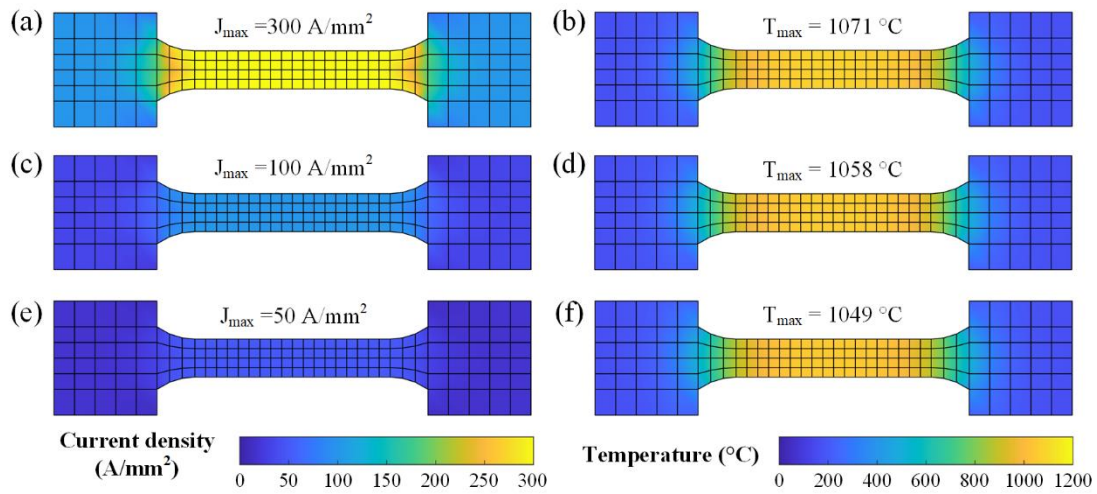 (a) J_max =300 A/mm² (b) T_max = 1071 °C
(c) J_max =100 A/mm² (d) T_max = 1058 °C
(e) J_max =50 A/mm² (f) T_max = 1049 °C
Current density
(A/mm²)
0 50 100 150 200 250 300
Temperature (°C)
0 200 400 600 800 1000 1200